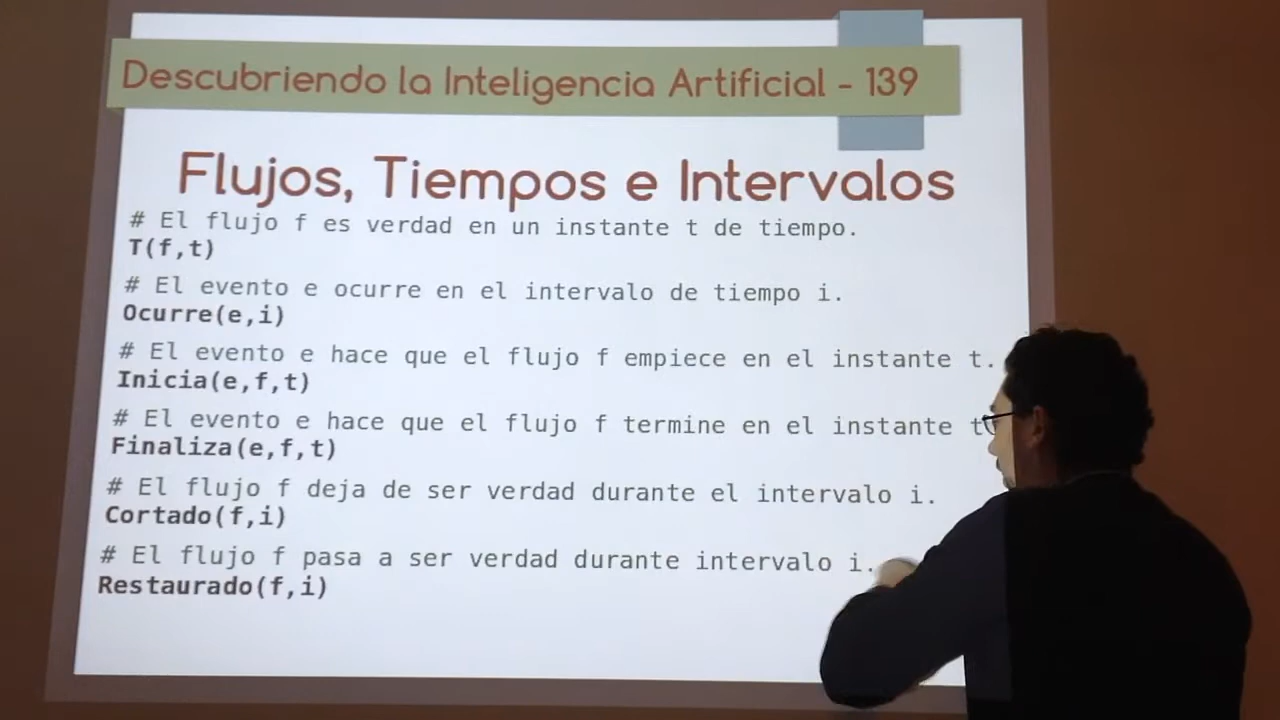 Descubriendo la Inteligencia Artificial - 139
Flujos, Tiempos e Intervalos
# El flujo f es verdad en un instante t de tiempo.
T(f,t)
# El evento e ocurre en el intervalo de tiempo i.
Ocurre(e,i)
# El evento e hace que el flujo f empiece en el instante t.
Inicia(e,f,t)
# El evento e hace que el flujo f termine en el instante t
Finaliza(e,f,t)
# El flujo f deja de ser verdad durante el intervalo i.
Cortado(f,i)
# El flujo f pasa a ser verdad durante intervalo i.
Restaurado(f,i)